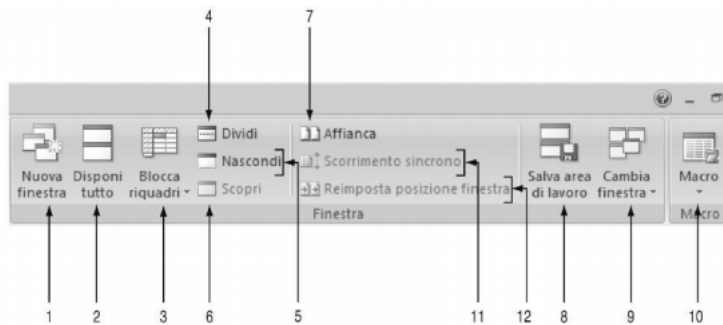 4
7
Nuova
finestra
Disponi
tutto
Blocca
riquadri
Dividi
Nascondi
Scopri
Affianca
Scorrimento sincrono
Reimposta posizione finestra
Salva area
di lavoro
Cambia
finestra
Macro
Finestra
Macro
1
2
3
6
5
11
12
8
9
10